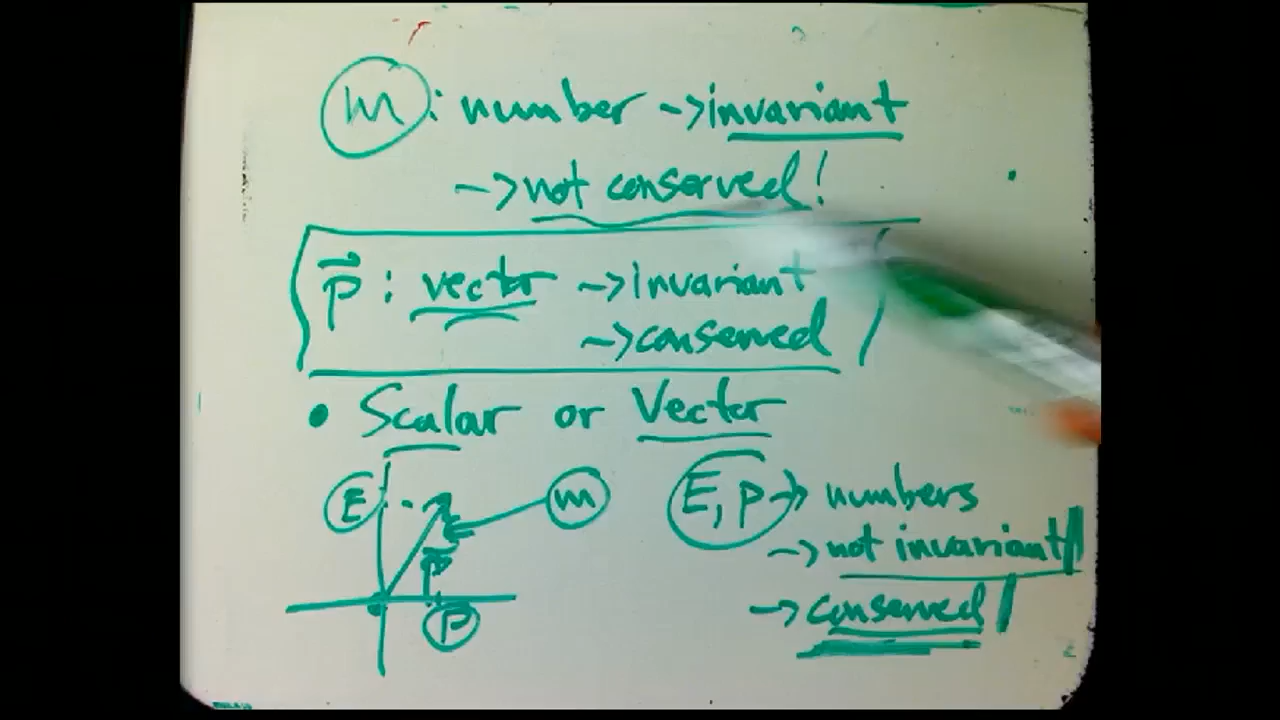 m : number -> invariant
-> not conserved!
p⃗ : vector -> invariant
-> conserved
• Scalar or Vector
E
m
p⃗
p
E, p -> numbers
-> not invariant
-> conserved